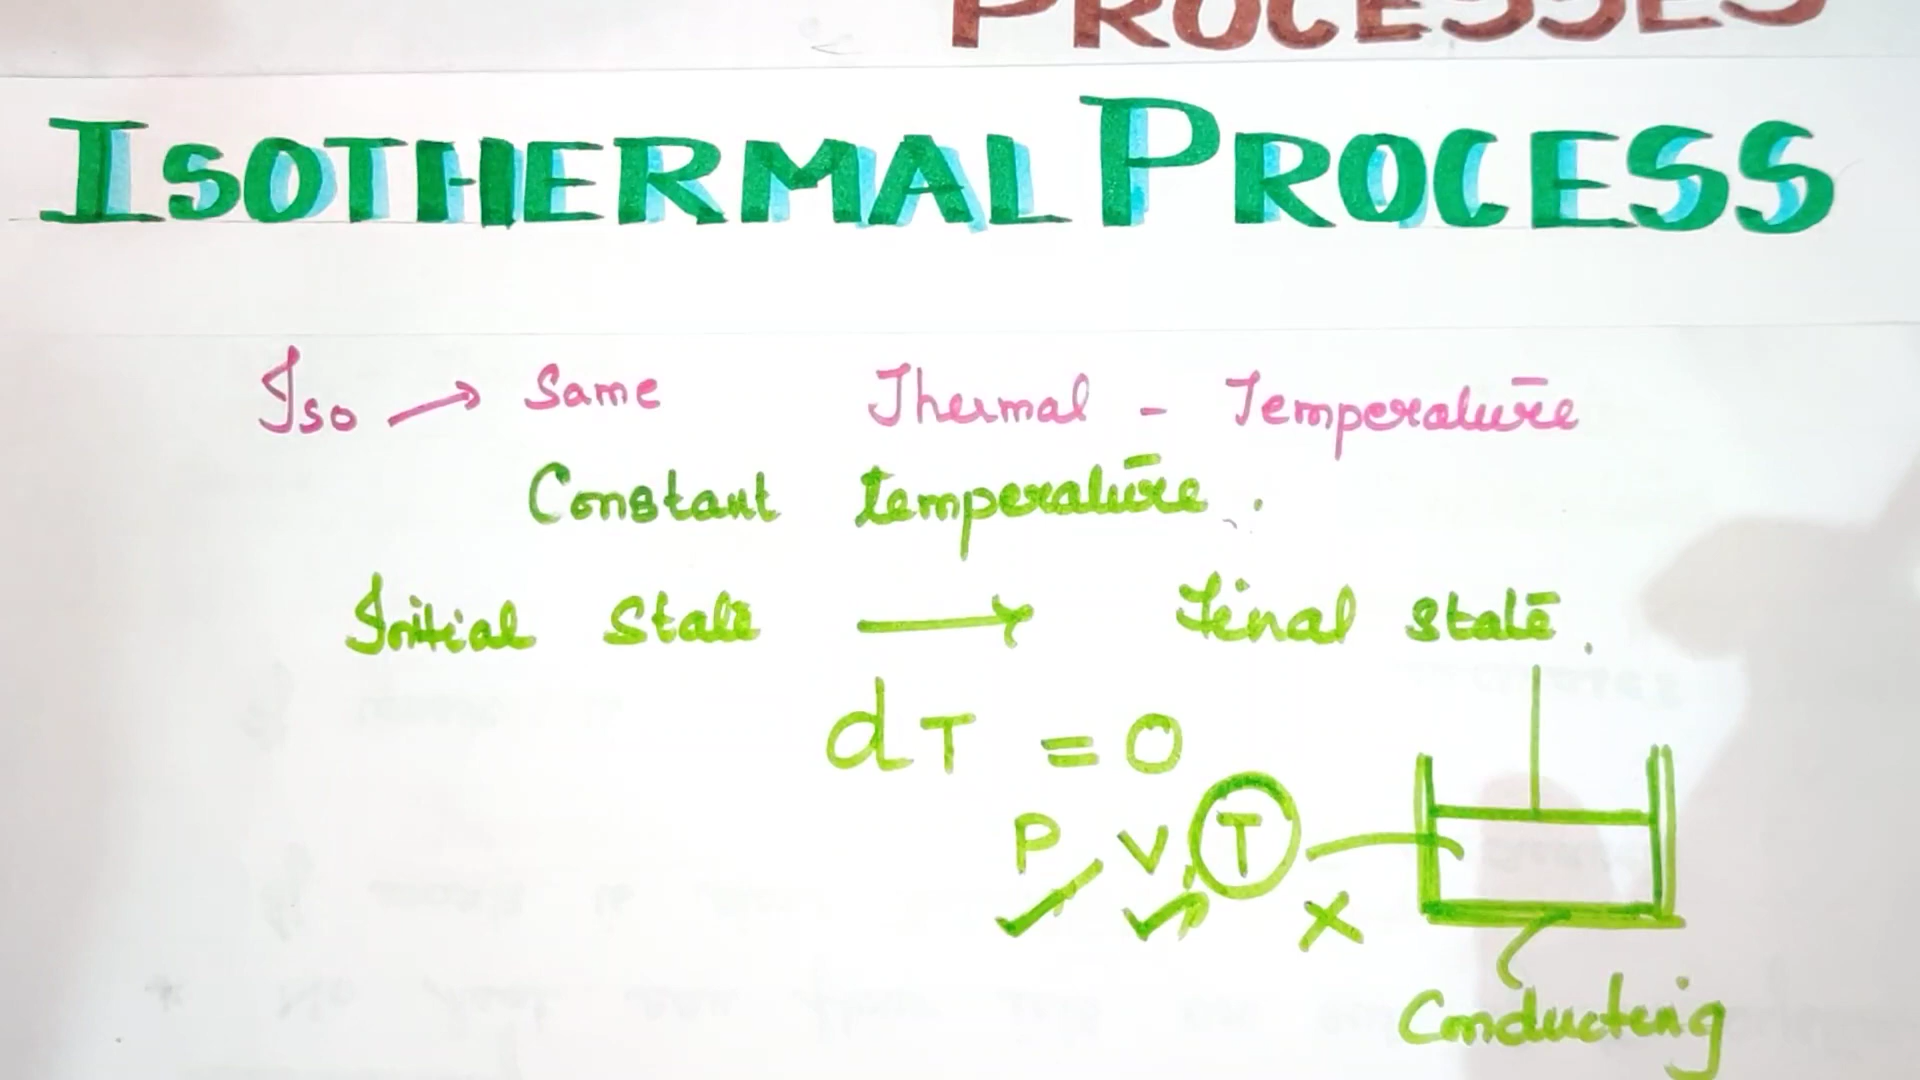 PROCESSES
ISOTHERMAL PROCESS
Iso → Same Thermal - Temperature
Constant temperature.
Initial State → Final state.
dT = 0
P, V, T
X
Conducting